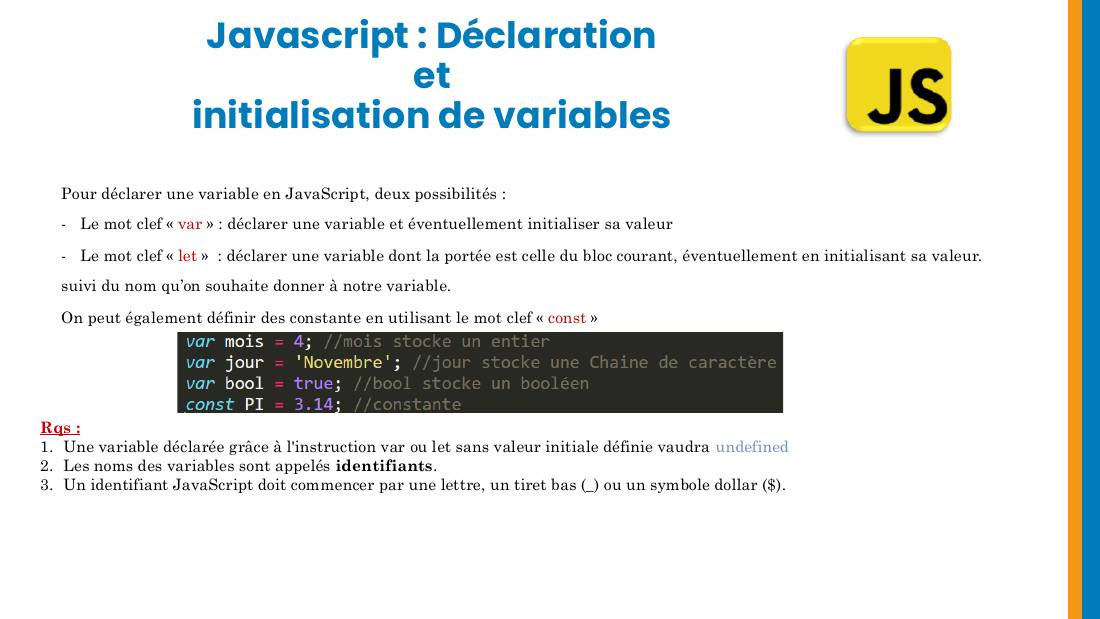 Javascript : Déclaration
et
initialisation de variables
JS
Pour déclarer une variable en JavaScript, deux possibilités :
- Le mot clef « var » : déclarer une variable et éventuellement initialiser sa valeur
- Le mot clef « let » : déclarer une variable dont la portée est celle du bloc courant, éventuellement en initialisant sa valeur.
suivi du nom qu'on souhaite donner à notre variable.
On peut également définir des constante en utilisant le mot clef « const »
var mois = 4; //mois stocke un entier
var jour = 'Novembre'; //jour stocke une Chaine de caractère
var bool = true; //bool stocke un booléen
const PI = 3.14; //constante
Rqs :
1. Une variable déclarée grâce à l'instruction var ou let sans valeur initiale définie vaudra undefined
2. Les noms des variables sont appelés identifiants.
3. Un identifiant JavaScript doit commencer par une lettre, un tiret bas (_) ou un symbole dollar ($).